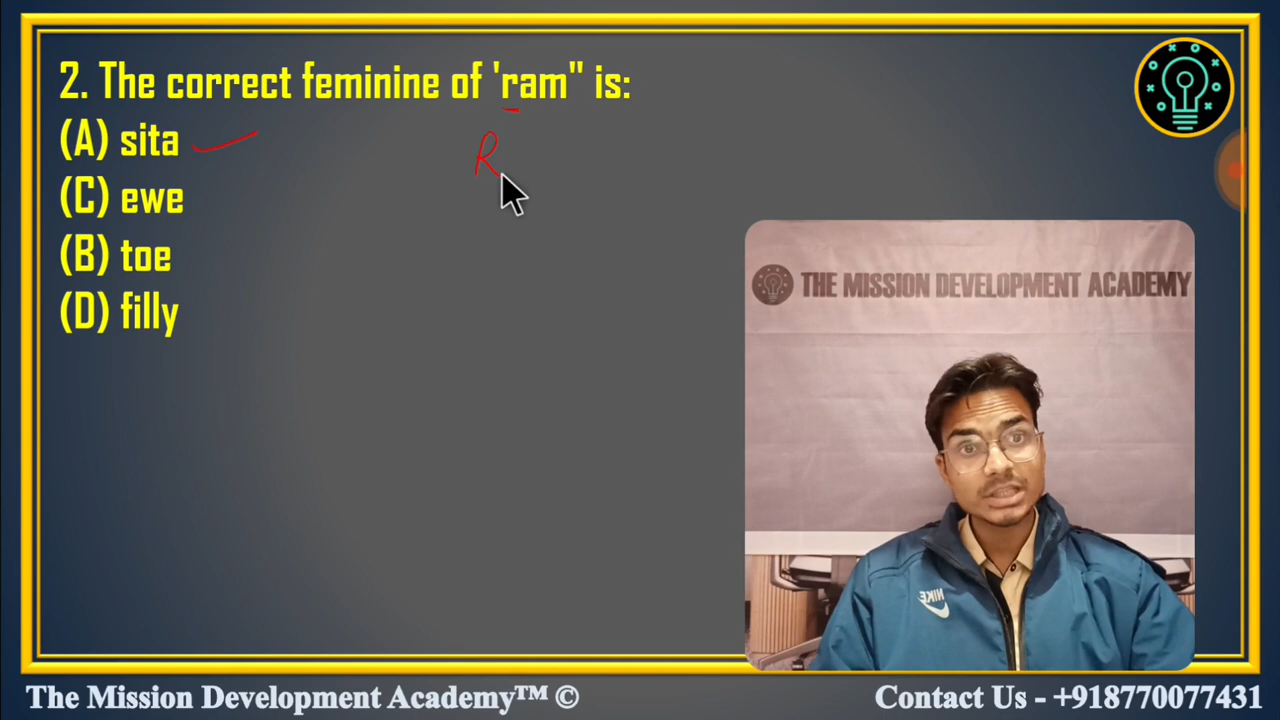 2. The correct feminine of 'ram" is:
(A) sita
(C) ewe
(B) toe
(D) filly
R
THE MISSION DEVELOPMENT ACADEMY
NIKE
The Mission Development Academy™ ©
Contact Us - +918770077431